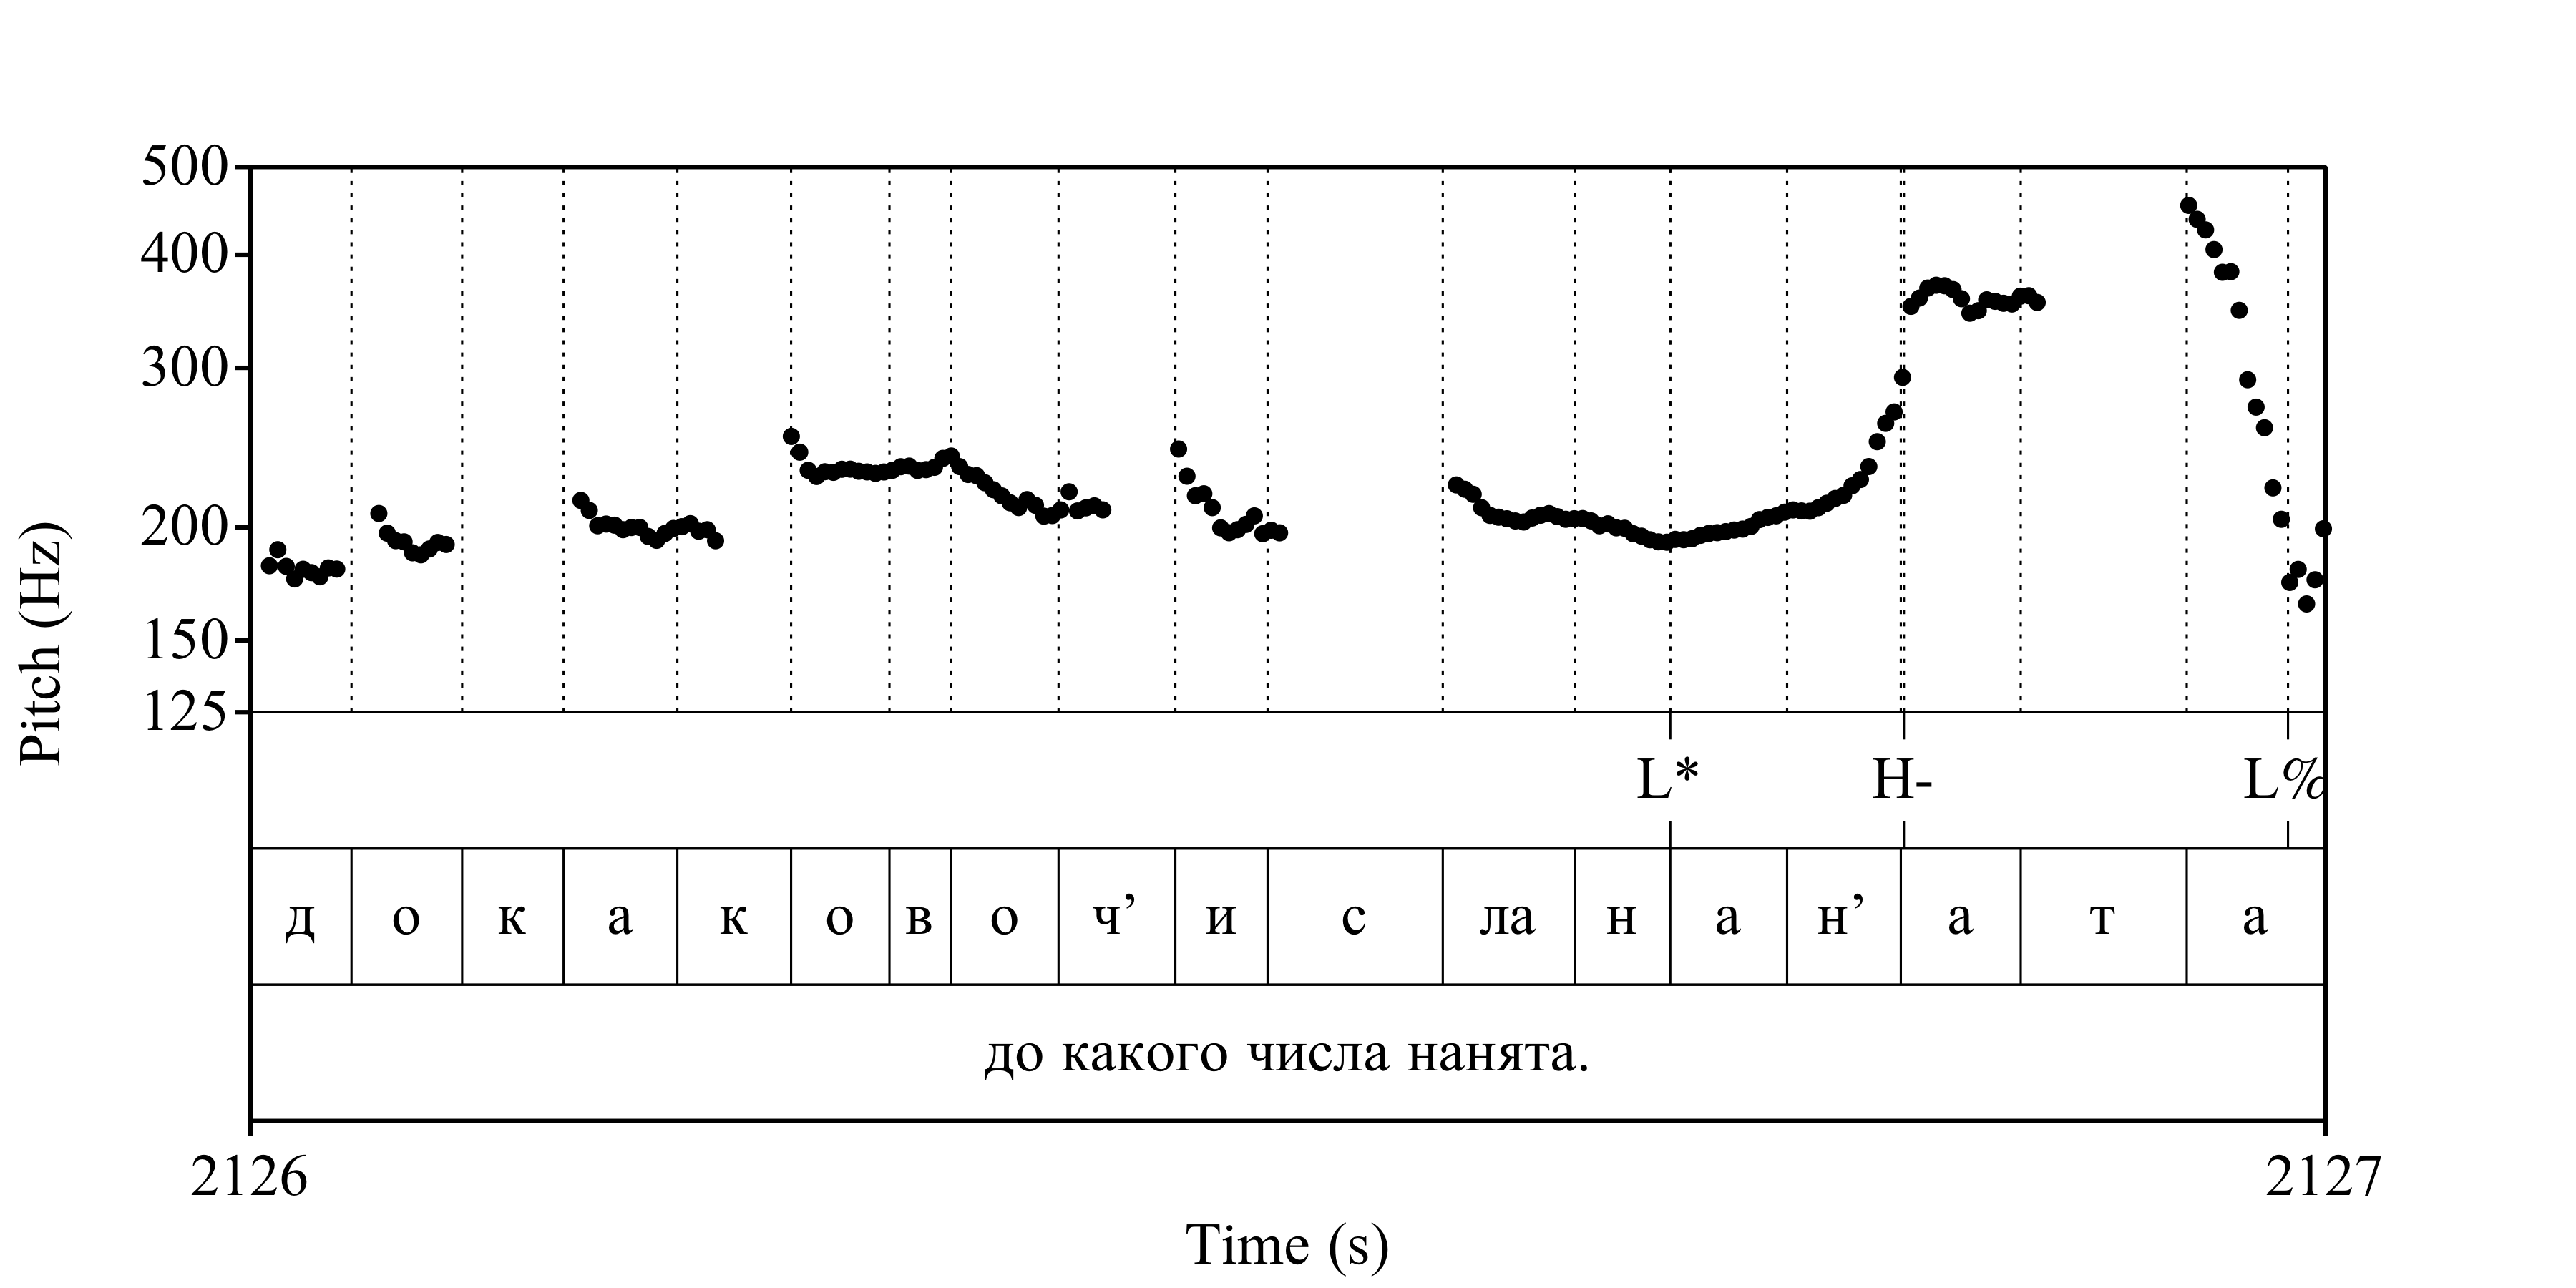 500
400
300
200
150
125
Pitch (Hz)
L* H- L%
д о к а к о в о ч’ и с ла н а н’ а т а
до какого числа нанята.
2126 2127
Time (s)